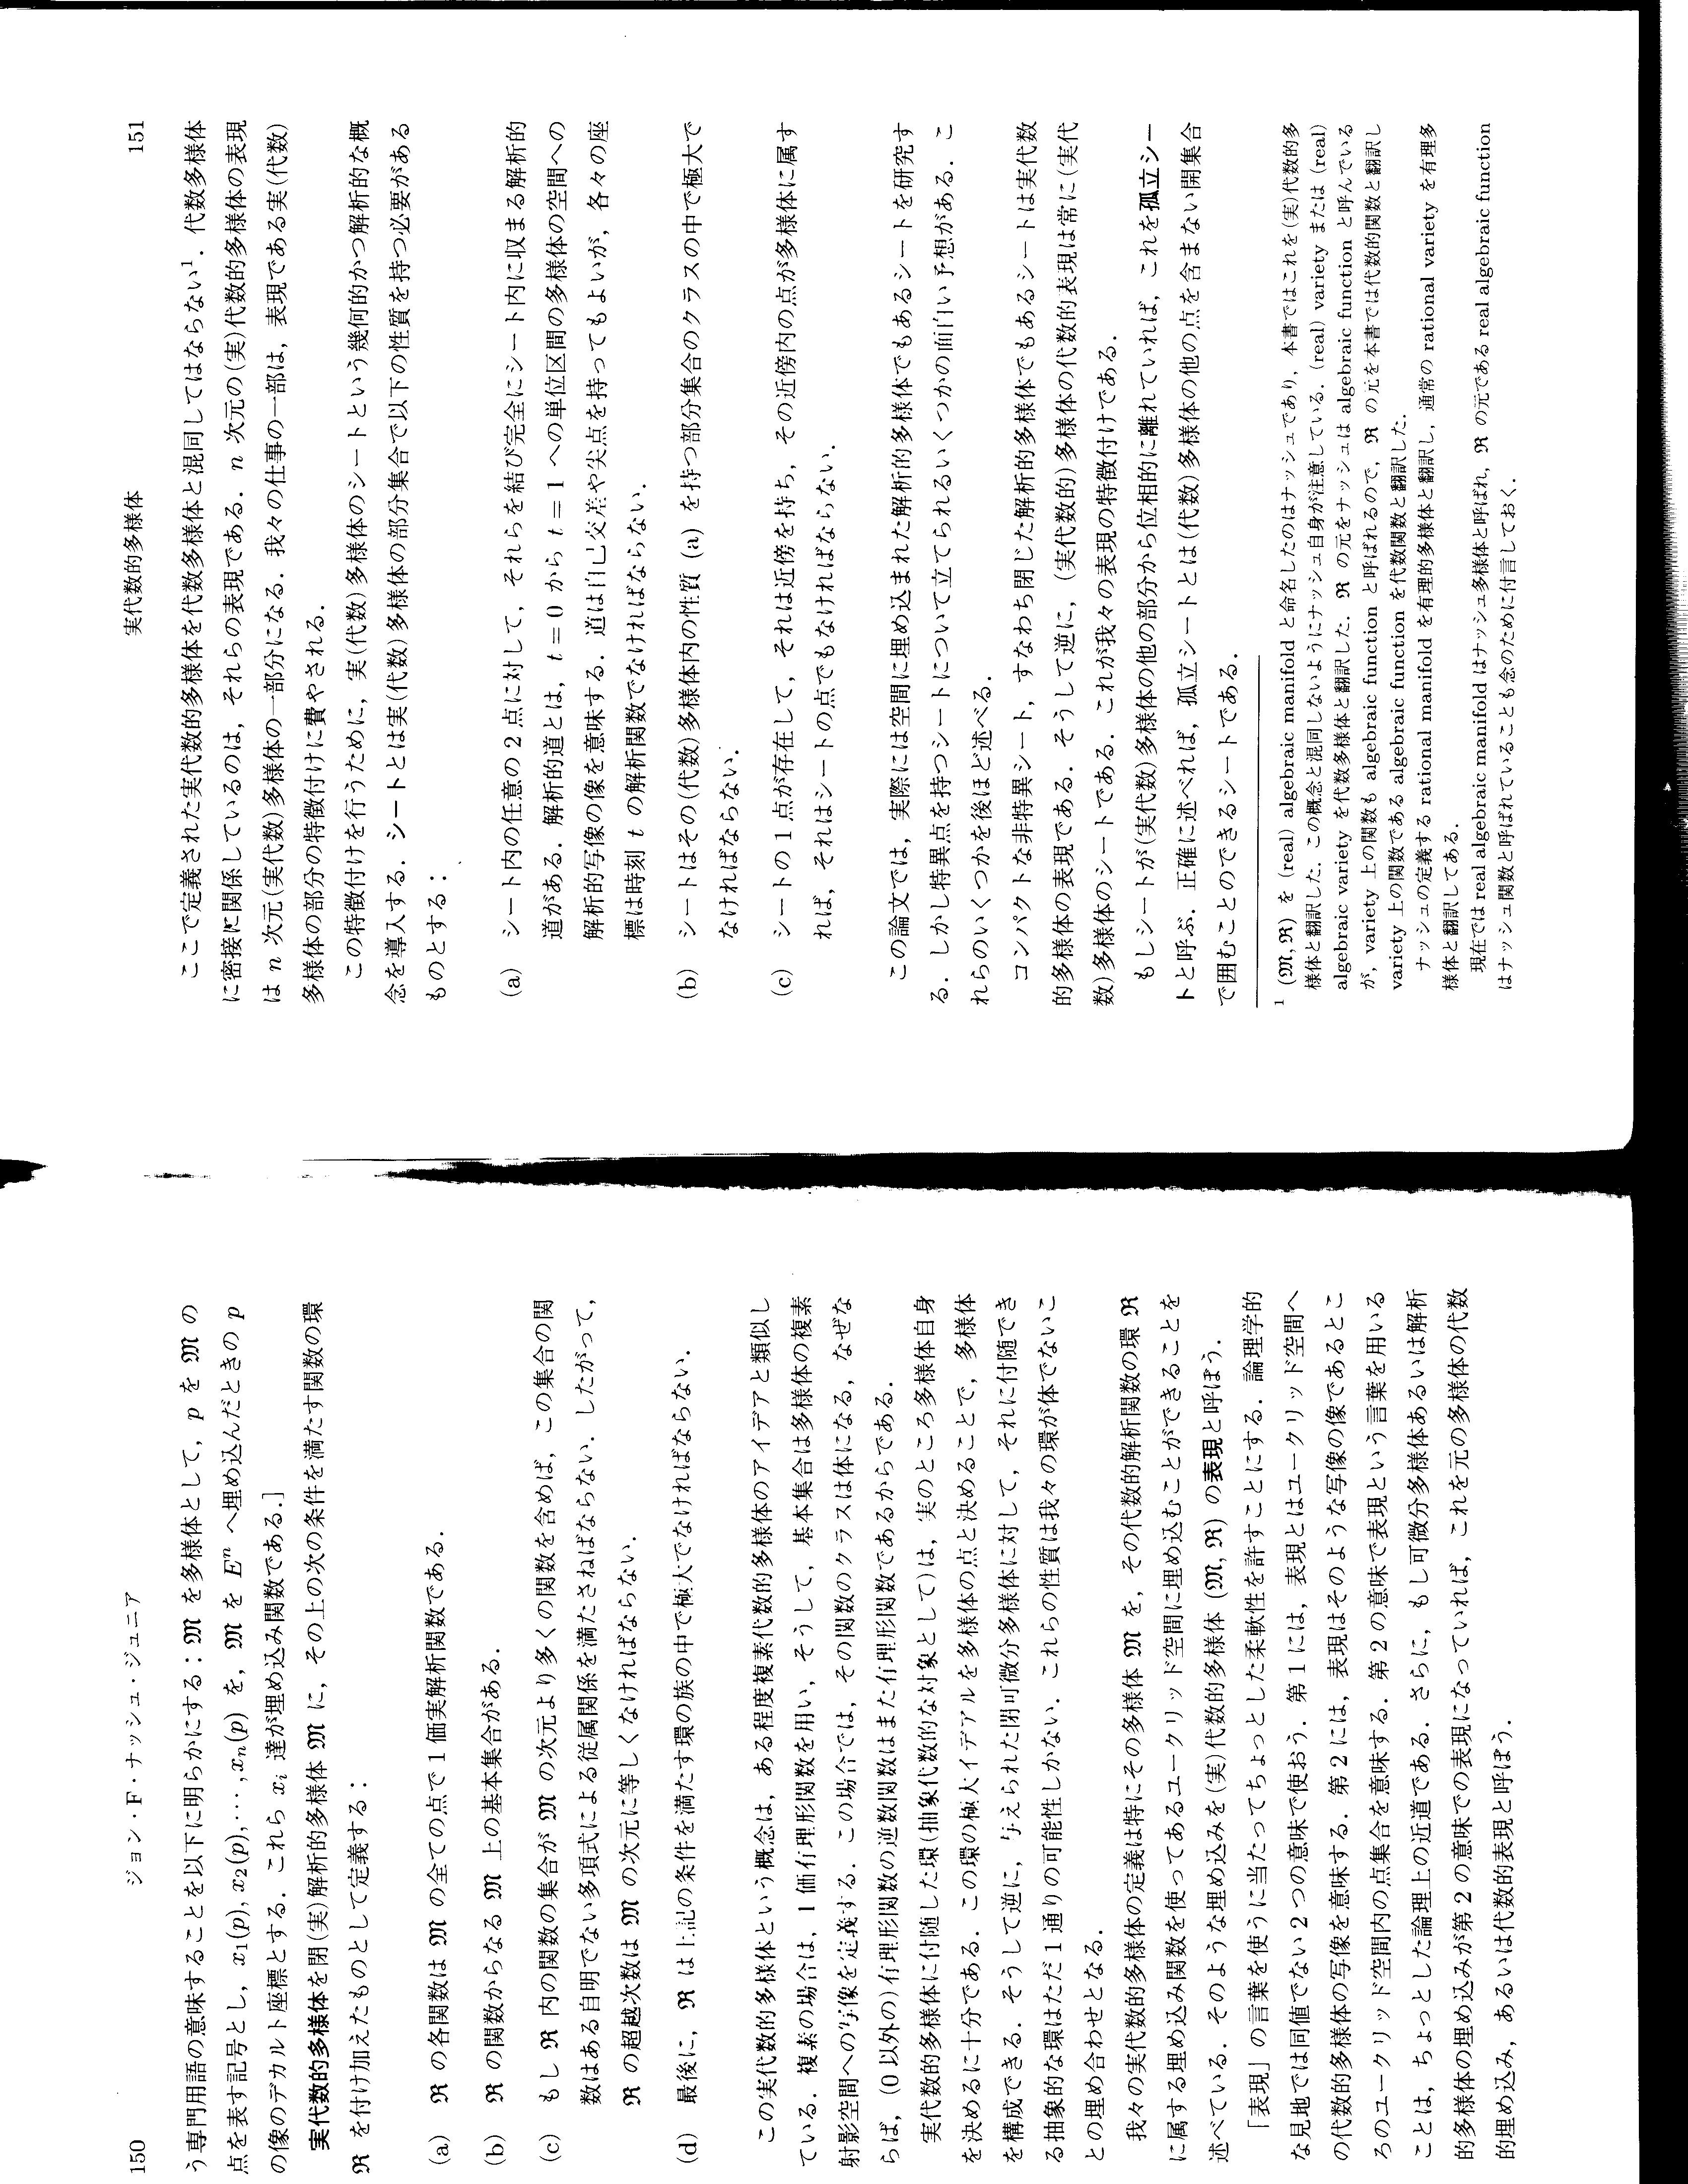 150
ジョン・F・ナッシュ・ジュニア
う専門用語の意味することを以下に明らかにする：𝔐 を多様体として，p を 𝔐 の
点を表す記号とし，x₁(p), x₂(p), ⋯, xₙ(p) を，𝔐 を Eⁿ へ埋め込んだときの p
の像のデカルト座標とする．これら xᵢ 達が埋め込み関数である．］
実代数的多様体を閉(実)解析的多様体 𝔐 に，その上の次の条件を満たす関数の環
ℜ を付け加えたものとして定義する：
(a) ℜ の各関数は 𝔐 の全ての点で 1 価実解析関数である．
(b) ℜ の関数からなる 𝔐 上の基本集合がある．
(c) もし ℜ 内の関数の集合が 𝔐 の次元より多くの関数を含めば，この集合の関
数はある自明でない多項式による従属関係を満たさねばならない．したがって，
ℜ の超越次数は 𝔐 の次元に等しくなければならない．
(d) 最後に，ℜ は上記の条件を満たす環の族の中で極大でなければならない．
この実代数的多様体という概念は，ある程度複素代数的多様体のアイデアと類似し
ている．複素の場合は，1 価有理形関数を用い，そうして，基本集合は多様体の複素
射影空間への写像を定義する．この場合では，その関数のクラスは体になる，なぜな
らば，(0 以外の)有理形関数の逆数関数はまた有理形関数であるからである．
実代数的多様体に付随した環(抽象代数的な対象として)は，実のところ多様体自身
を決めるに十分である．この環の極大イデアルを多様体の点と決めることで，多様体
を構成できる．そうして逆に，与えられた閉可微分多様体に対して，それに付随でき
る抽象的な環はただ 1 通りの可能性しかない．これらの性質は我々の環が体でないこ
との埋め合わせとなる．
我々の実代数的多様体の定義は特にその多様体 𝔐 を，その代数的解析関数の環 ℜ
に属する埋め込み関数を使ってあるユークリッド空間に埋め込むことができることを
述べている．そのような埋め込みを(実)代数的多様体 (𝔐, ℜ) の表現と呼ぼう．
「表現」の言葉を使うに当たってちょっとした柔軟性を許すことにする．論理学的
な見地では同値でない 2 つの意味で使おう．第 1 には，表現とはユークリッド空間へ
の代数的多様体の写像を意味する．第 2 には，表現はそのような写像の像であるとこ
ろのユークリッド空間内の点集合を意味する．第 2 の意味で表現という言葉を用いる
ことは，ちょっとした論理上の近道である．さらに，もし可微分多様体あるいは解析
的多様体の埋め込みが第 2 の意味での表現になっていれば，これを元の多様体の代数
的埋め込み，あるいは代数的表現と呼ぼう．
実代数的多様体
151
ここで定義された実代数的多様体を代数多様体と混同してはならない¹．代数多様体
に密接に関係しているのは，それらの表現である．n 次元の(実)代数的多様体の表現
は n 次元(実代数)多様体の一部分になる．我々の仕事の一部は，表現である実(代数)
多様体の部分の特徴付けに費やされる．
この特徴付けを行うために，実(代数)多様体のシートという幾何的かつ解析的な概
念を導入する．シートとは実(代数)多様体の部分集合で以下の性質を持つ必要がある
ものとする：
(a) シート内の任意の 2 点に対して，それらを結び完全にシート内に収まる解析的
道がある．解析的道とは，t = 0 から t = 1 への単位区間の多様体の空間への
解析的写像の像を意味する．道は自己交差や尖点を持ってもよいが，各々の座
標は時刻 t の解析関数でなければならない．
(b) シートはその(代数)多様体内の性質 (a) を持つ部分集合のクラスの中で極大で
なければならない．
(c) シートの 1 点が存在して，それは近傍を持ち，その近傍内の点が多様体に属す
れば，それはシートの点でもなければならない．
この論文では，実際には空間に埋め込まれた解析的多様体でもあるシートを研究す
る．しかし特異点を持つシートについて立てられるいくつかの面白い予想がある．こ
れらのいくつかを後ほど述べる．
コンパクトな非特異シート，すなわち閉じた解析的多様体でもあるシートは実代数
的多様体の表現である．そうして逆に，(実代数的)多様体の代数的表現は常に(実代
数)多様体のシートである．これが我々の表現の特徴付けである．
もしシートが(実代数)多様体の他の部分から位相的に離れていれば，これを孤立シー
トと呼ぶ．正確に述べれば，孤立シートとは(代数)多様体の他の点を含まない開集合
で囲むことのできるシートである．
¹ (𝔐, ℜ) を (real) algebraic manifold と命名したのはナッシュであり，本書ではこれを(実)代数的多
様体と翻訳した．この概念と混同しないようにナッシュ自身が注意している．(real) variety または (real)
algebraic variety を代数多様体と翻訳した．ℜ の元をナッシュは algebraic function と呼んでいる
が，variety 上の関数も algebraic function と呼ばれるので，ℜ の元を本書では代数的関数と翻訳し
variety 上の関数である algebraic function を代数関数と翻訳した．
ナッシュの定義する rational manifold を有理的多様体と翻訳し，通常の rational variety を有理多
様体と翻訳してある．
現在では real algebraic manifold はナッシュ多様体と呼ばれ，ℜ の元である real algebraic function
はナッシュ関数と呼ばれていることも念のために付言しておく．